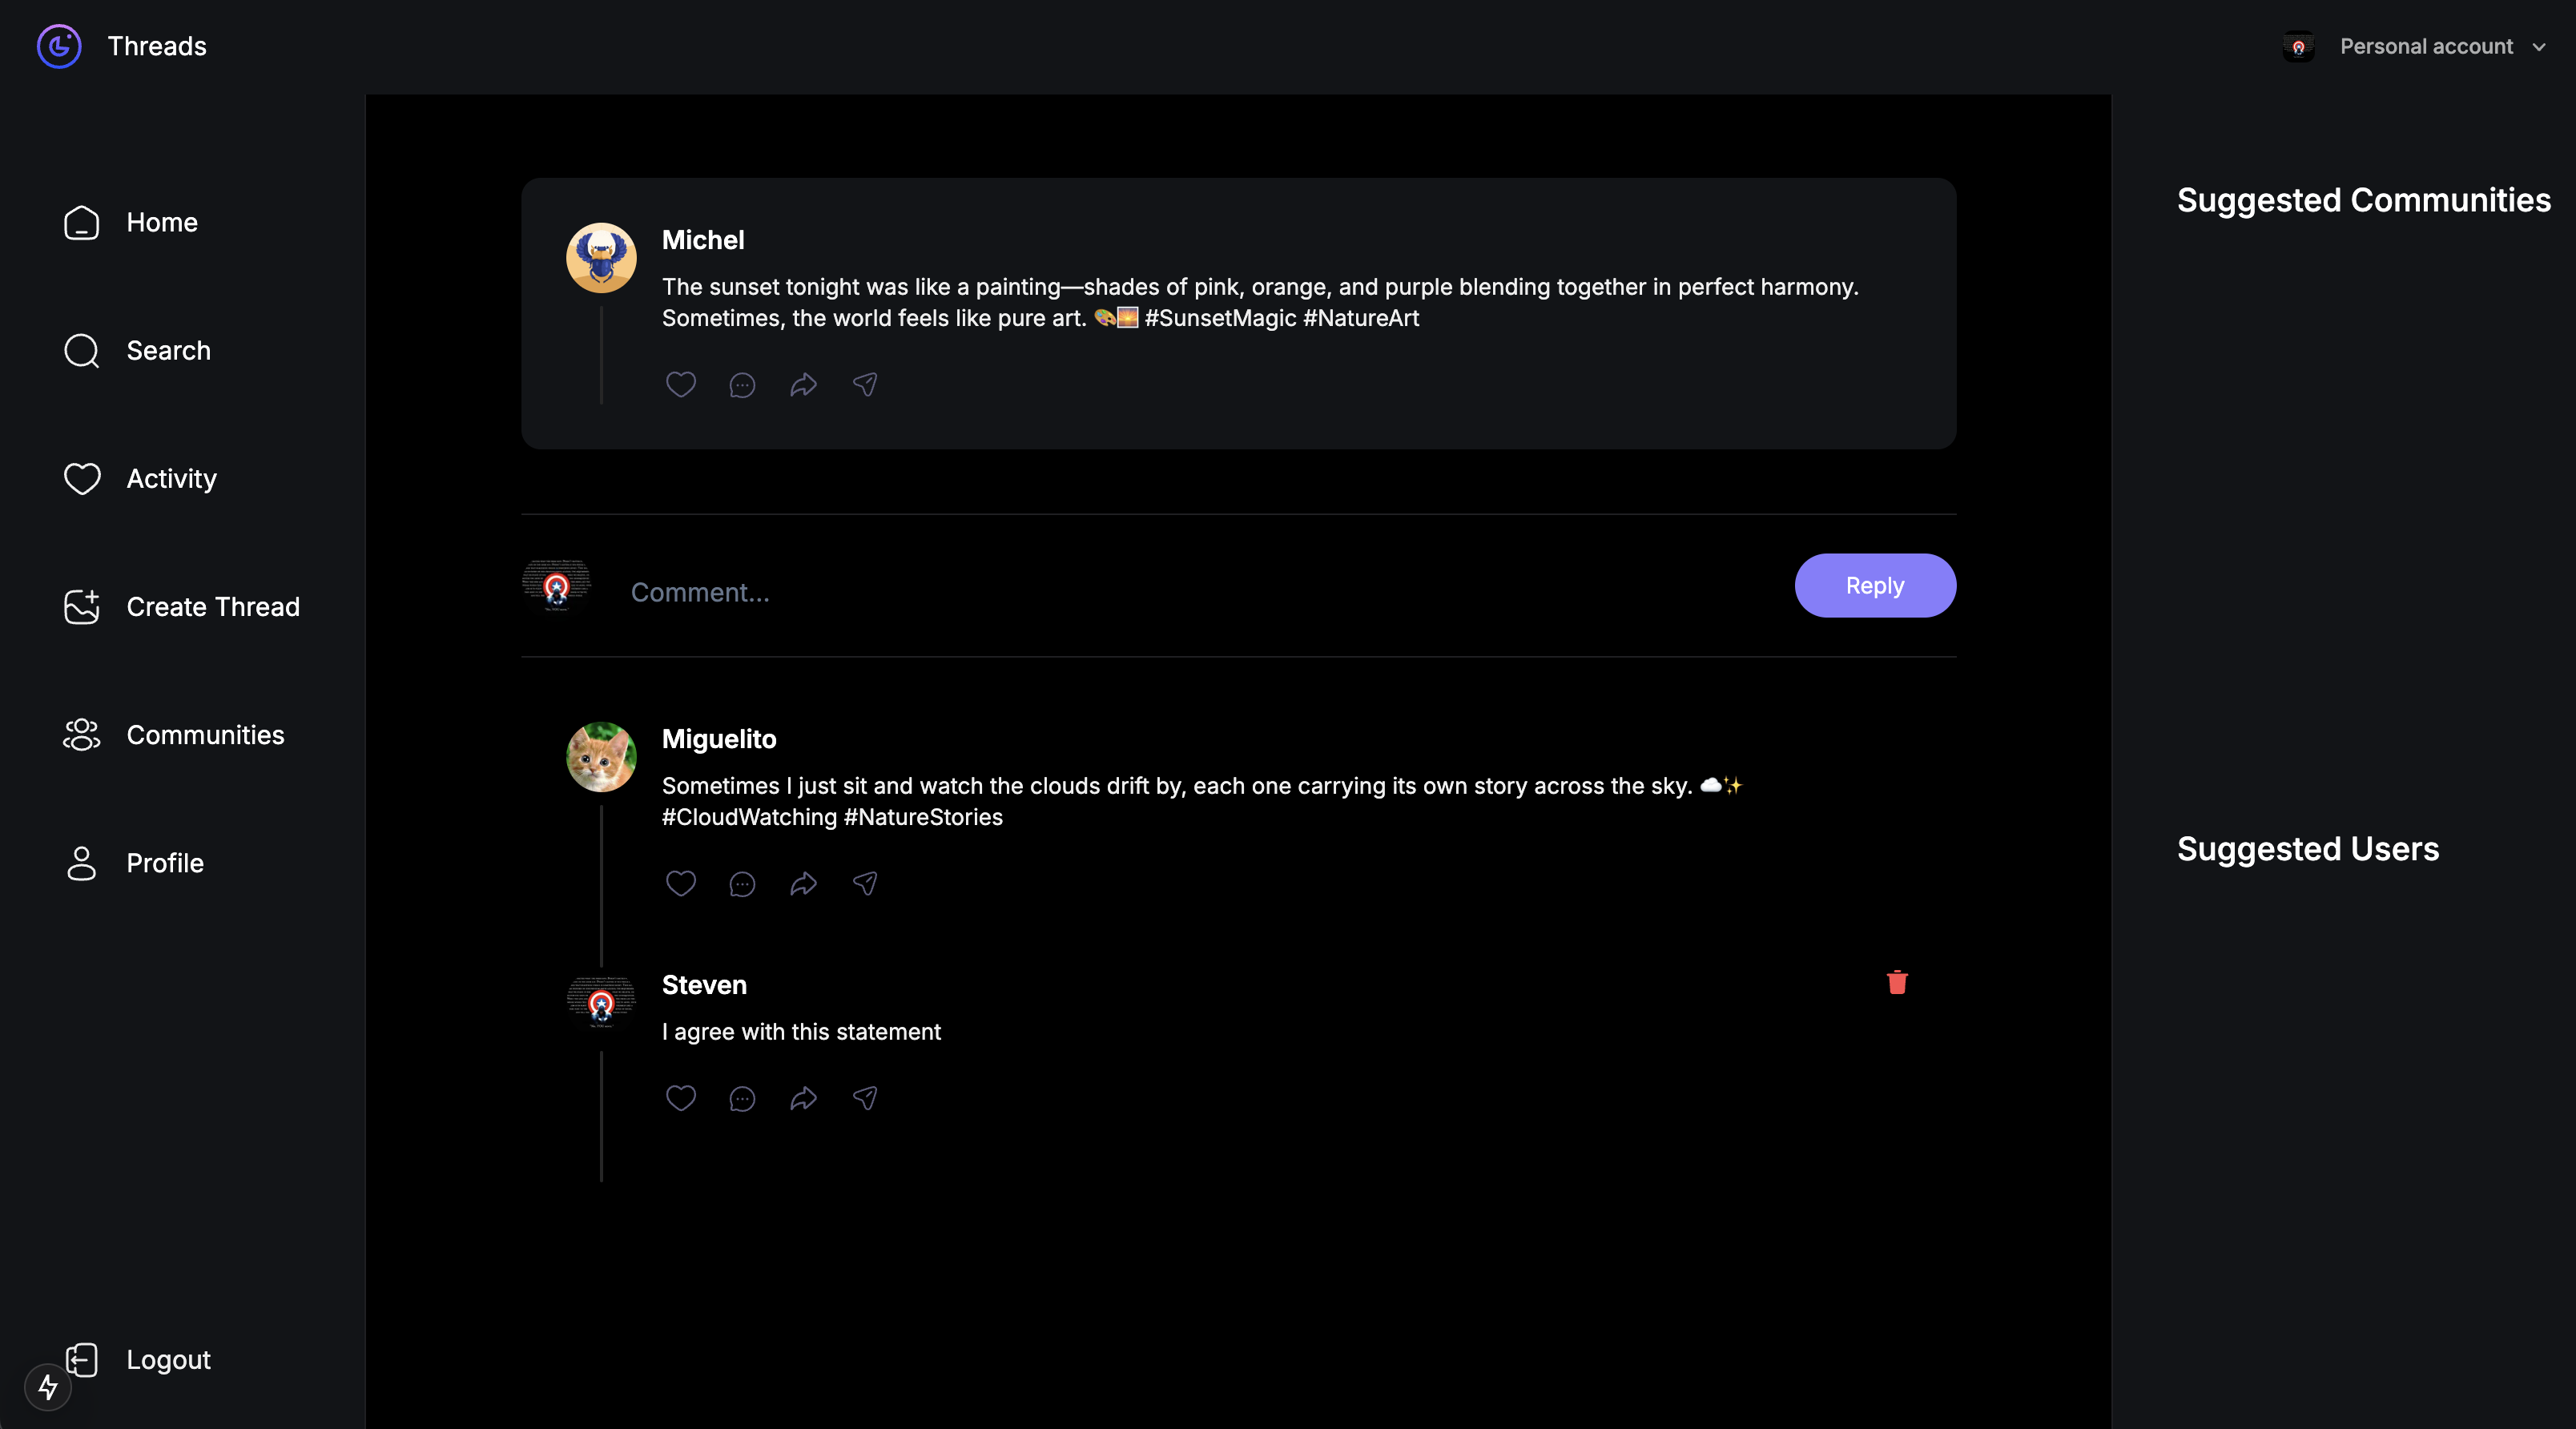 Threads
Personal account
Home
Search
Activity
Create Thread
Communities
Profile
Logout
Michel
The sunset tonight was like a painting—shades of pink, orange, and purple blending together in perfect harmony.
Sometimes, the world feels like pure art. 🎨🌅 #SunsetMagic #NatureArt
Comment...
Reply
Miguelito
Sometimes I just sit and watch the clouds drift by, each one carrying its own story across the sky. ☁️✨
#CloudWatching #NatureStories
Steven
I agree with this statement
Suggested Communities
Suggested Users